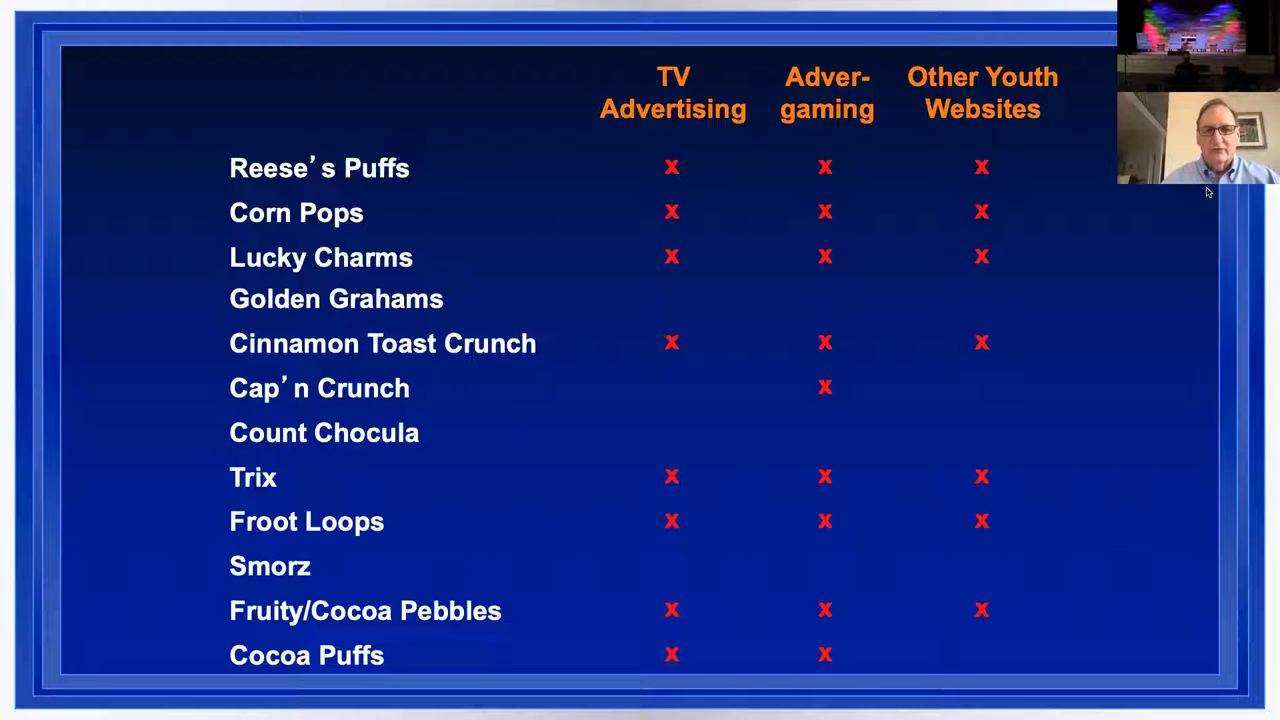 TV Adver- Other Youth
Advertising gaming Websites
Reese’s Puffs x x x
Corn Pops x x x
Lucky Charms x x x
Golden Grahams
Cinnamon Toast Crunch x x x
Cap’n Crunch x
Count Chocula
Trix x x x
Froot Loops x x x
Smorz
Fruity/Cocoa Pebbles x x x
Cocoa Puffs x x